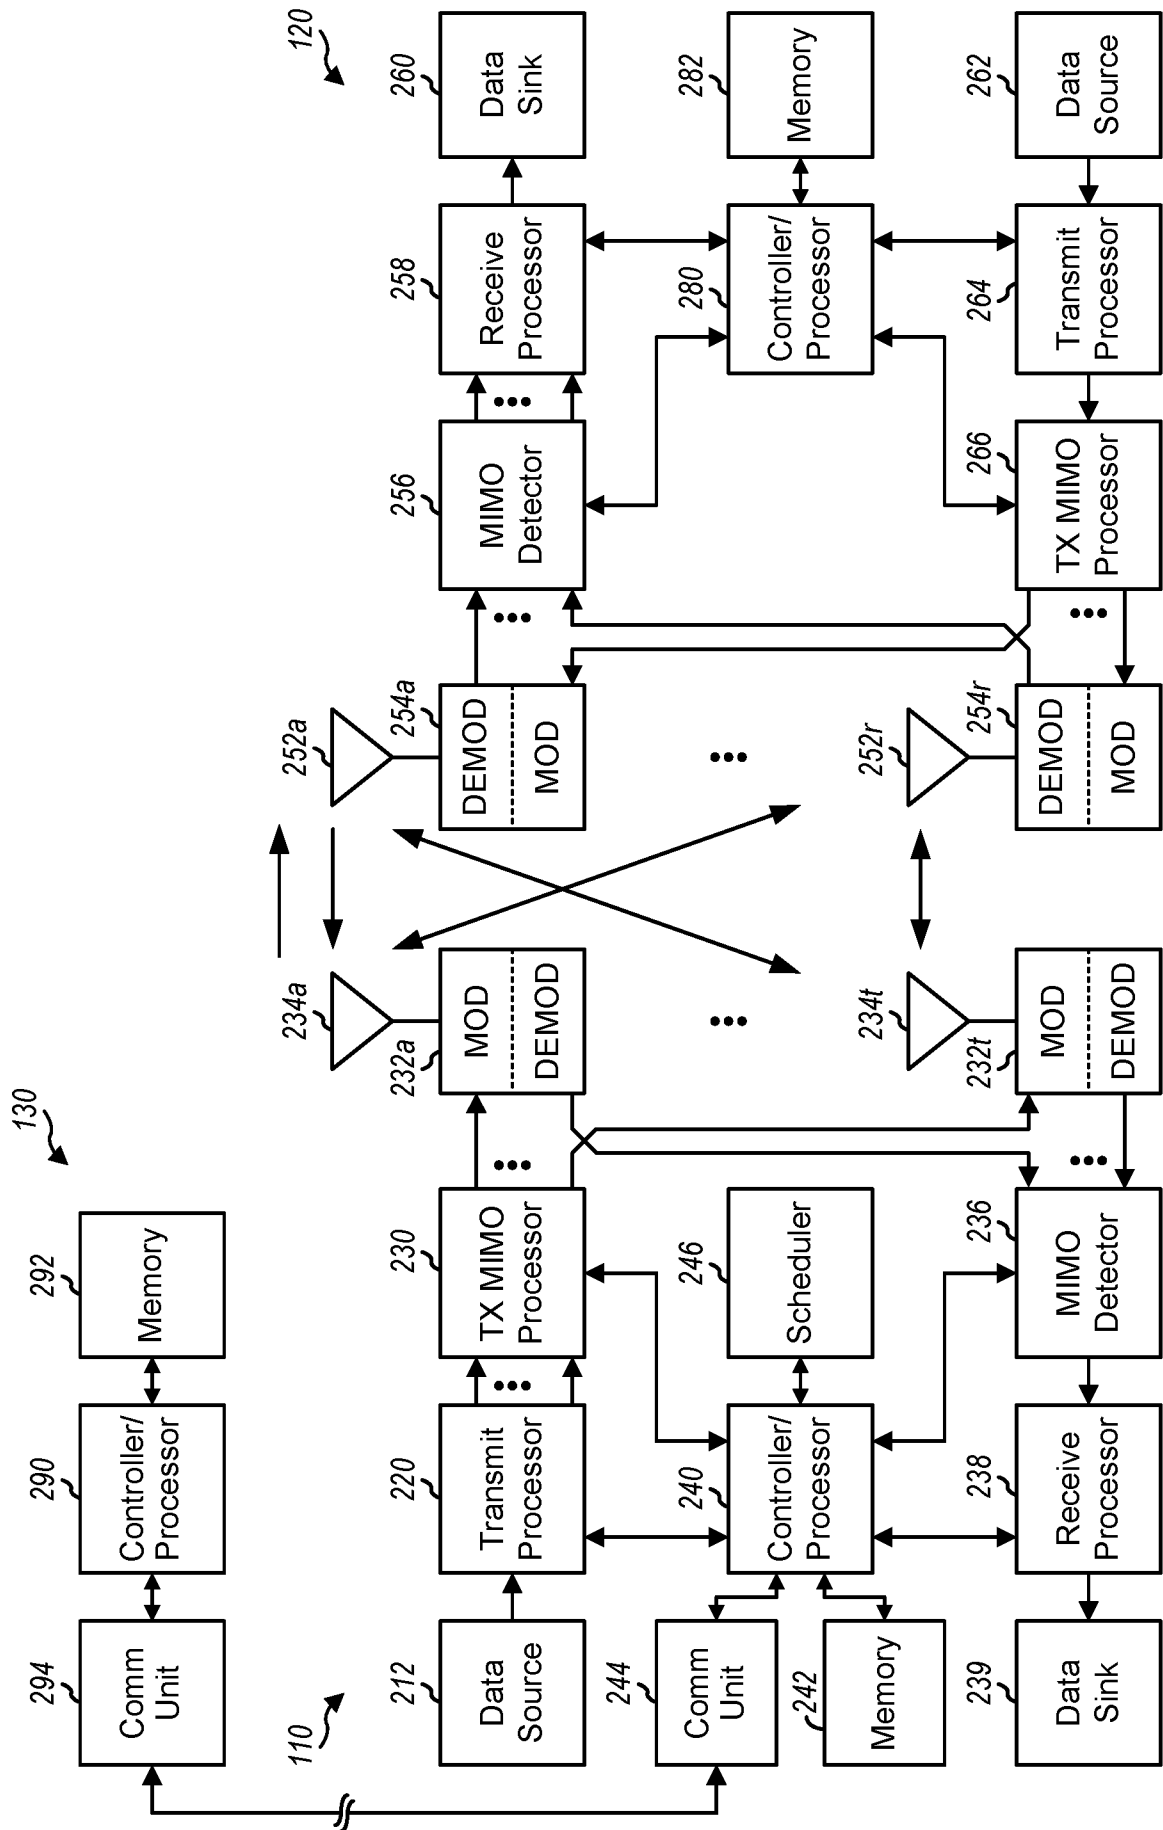 130
294
Comm
Unit
290
Controller/
Processor
292
Memory
110
120
234a
252a
212
Data
Source
220
Transmit
Processor
230
TX MIMO
Processor
232a
MOD
DEMOD
254a
DEMOD
MOD
256
MIMO
Detector
258
Receive
Processor
260
Data
Sink
244
Comm
Unit
242
Memory
240
Controller/
Processor
246
Scheduler
280
Controller/
Processor
282
Memory
234t
252r
239
Data
Sink
238
Receive
Processor
236
MIMO
Detector
232t
MOD
DEMOD
254r
DEMOD
MOD
266
TX MIMO
Processor
264
Transmit
Processor
262
Data
Source